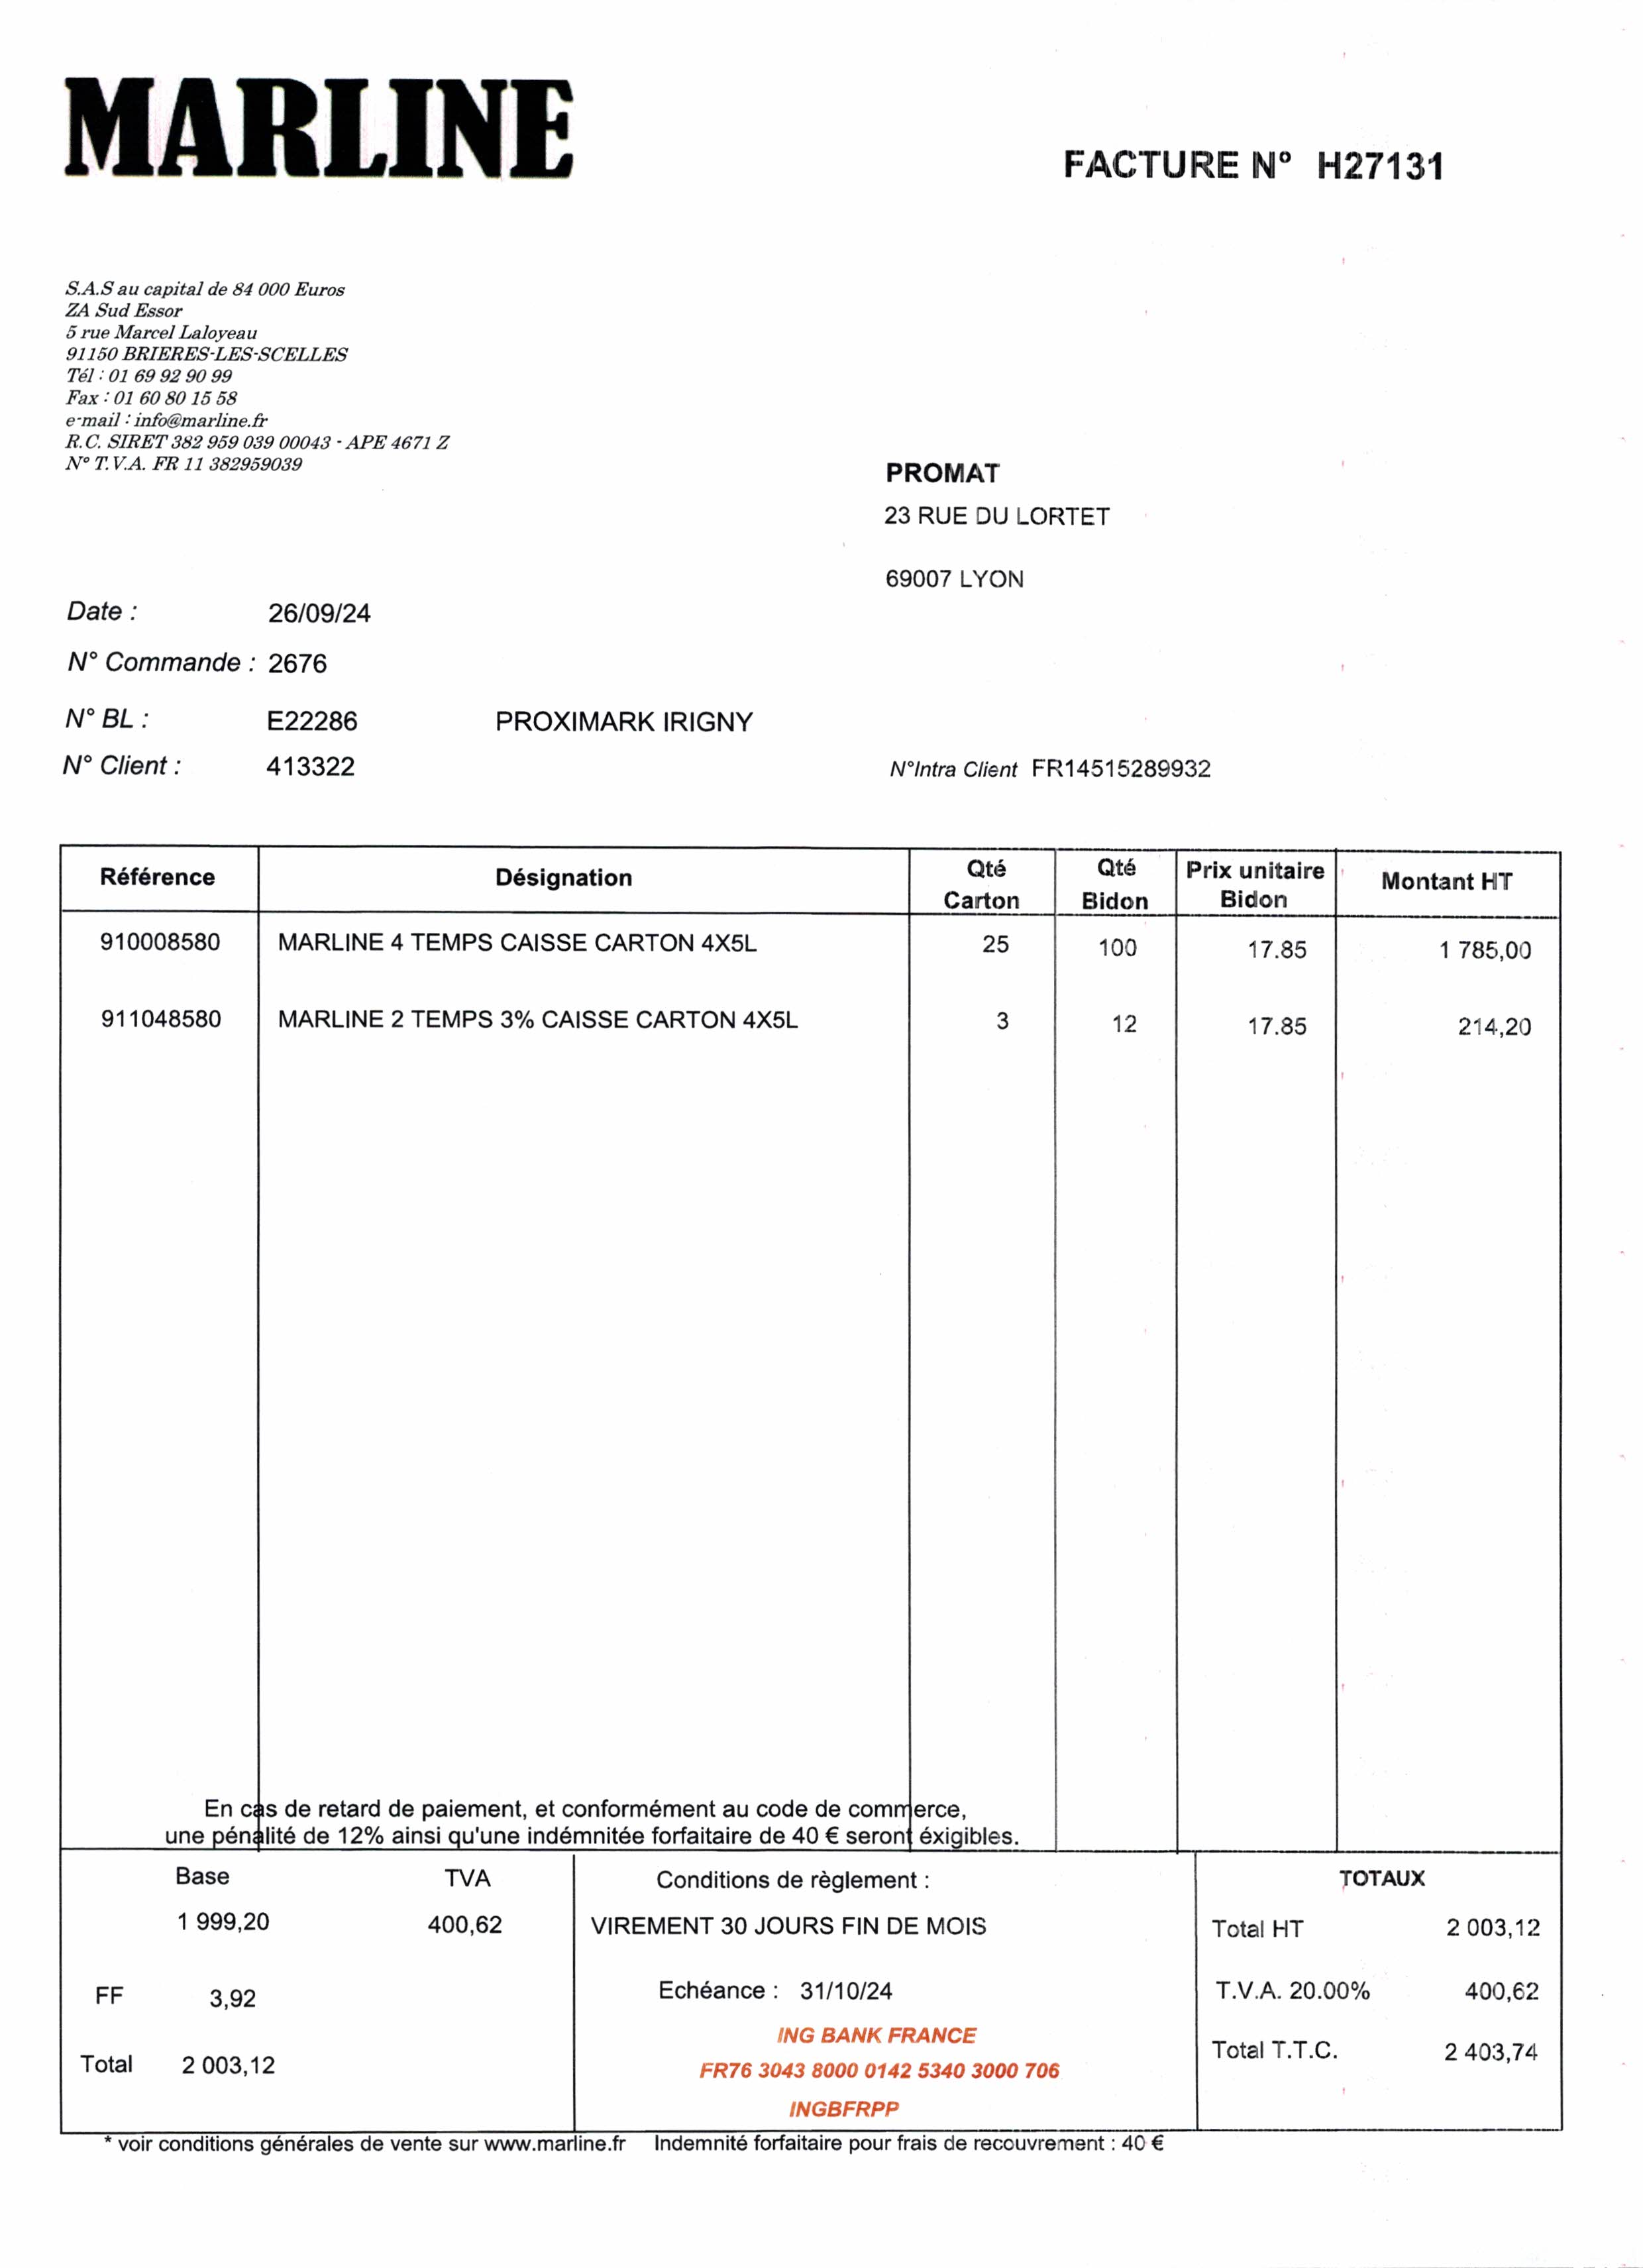 MARLINE
FACTURE N° H27131
S.A.S au capital de 84 000 Euros
ZA Sud Essor
5 rue Marcel Laloyeau
91150 BRIERES-LES-SCELLES
Tél : 01 69 92 90 99
Fax : 01 60 80 15 58
e-mail : info@marline.fr
R.C. SIRET 382 959 039 00043 - APE 4671 Z
N° T.V.A. FR 11 382959039
PROMAT
23 RUE DU LORTET
69007 LYON
Date : 26/09/24
N° Commande : 2676
N° BL : E22286 PROXIMARK IRIGNY
N° Client : 413322 N°Intra Client FR14515289932
Référence Désignation Qté Carton Qté Bidon Prix unitaire Bidon Montant HT
910008580 MARLINE 4 TEMPS CAISSE CARTON 4X5L 25 100 17.85 1 785,00
911048580 MARLINE 2 TEMPS 3% CAISSE CARTON 4X5L 3 12 17.85 214,20
En cas de retard de paiement, et conformément au code de commerce,
une pénalité de 12% ainsi qu'une indémnitée forfaitaire de 40 € seront éxigibles.
Base TVA Conditions de règlement : TOTAUX
1 999,20 400,62 VIREMENT 30 JOURS FIN DE MOIS Total HT 2 003,12
FF 3,92 Echéance : 31/10/24 T.V.A. 20.00% 400,62
ING BANK FRANCE
Total 2 003,12 FR76 3043 8000 0142 5340 3000 706 Total T.T.C. 2 403,74
INGBFRPP
* voir conditions générales de vente sur www.marline.fr Indemnité forfaitaire pour frais de recouvrement : 40 €